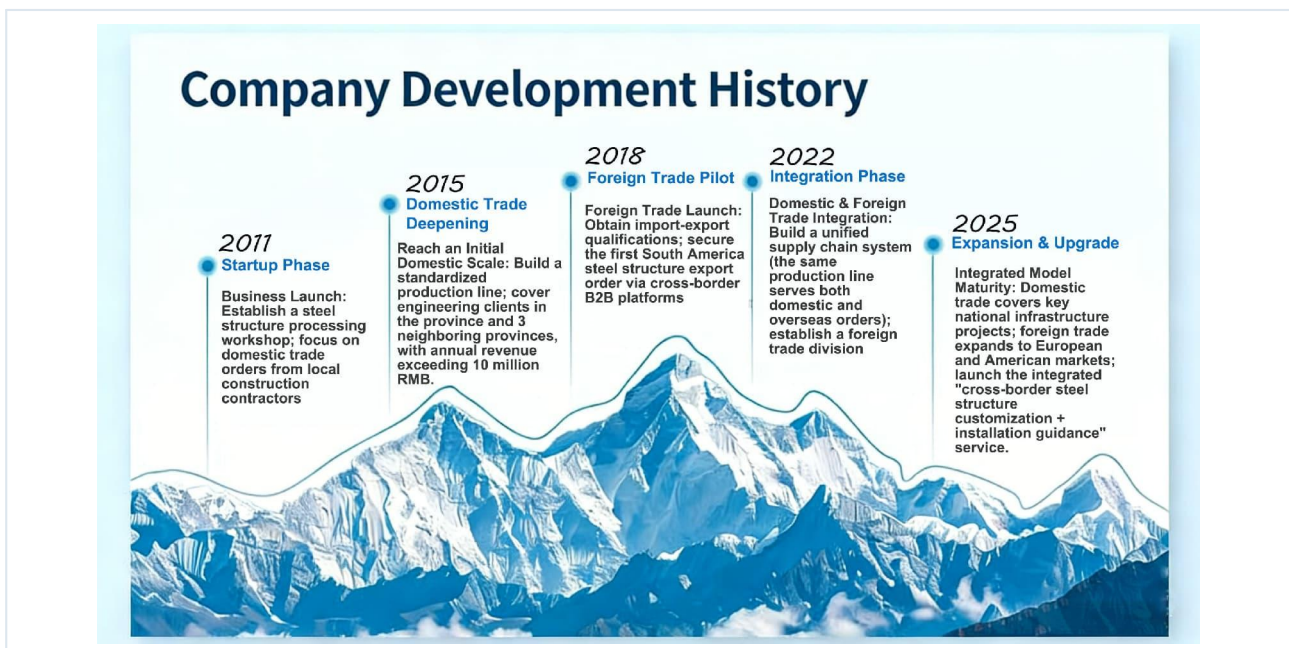 Company Development History
2011
Startup Phase
Business Launch:
Establish a steel
structure processing
workshop; focus on
domestic trade
orders from local
construction
contractors
2015
Domestic Trade
Deepening
Reach an Initial
Domestic Scale: Build a
standardized
production line; cover
engineering clients in
the province and 3
neighboring provinces,
with annual revenue
exceeding 10 million
RMB.
2018
Foreign Trade Pilot
Foreign Trade Launch:
Obtain import-export
qualifications; secure
the first South America
steel structure export
order via cross-border
B2B platforms
2022
Integration Phase
Domestic & Foreign
Trade Integration:
Build a unified
supply chain system
(the same
production line
serves both
domestic and
overseas orders);
establish a foreign
trade division
2025
Expansion & Upgrade
Integrated Model
Maturity: Domestic
trade covers key
national infrastructure
projects; foreign trade
expands to European
and American markets;
launch the integrated
"cross-border steel
structure
customization +
installation guidance"
service.